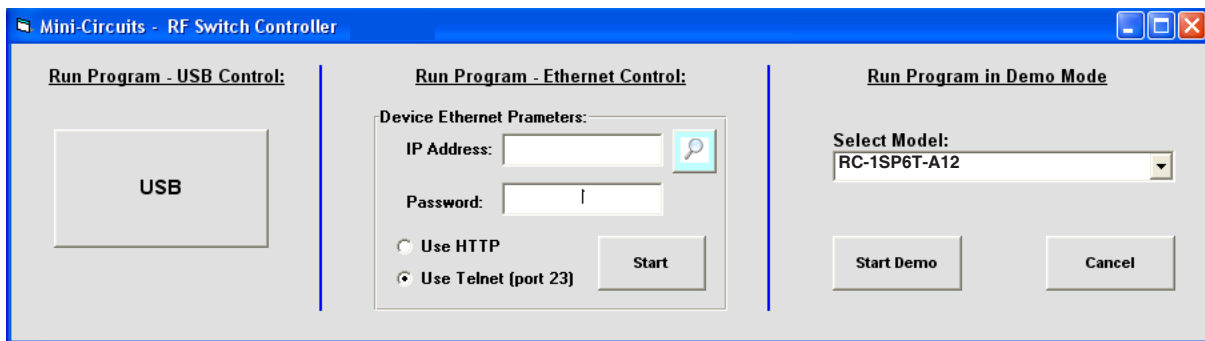 Mini-Circuits - RF Switch Controller
Run Program - USB Control:
USB
Run Program - Ethernet Control:
Device Ethernet Prameters:
IP Address:
Password:
Use HTTP
Use Telnet (port 23)
Start
Run Program in Demo Mode
Select Model:
RC-1SP6T-A12
Start Demo
Cancel